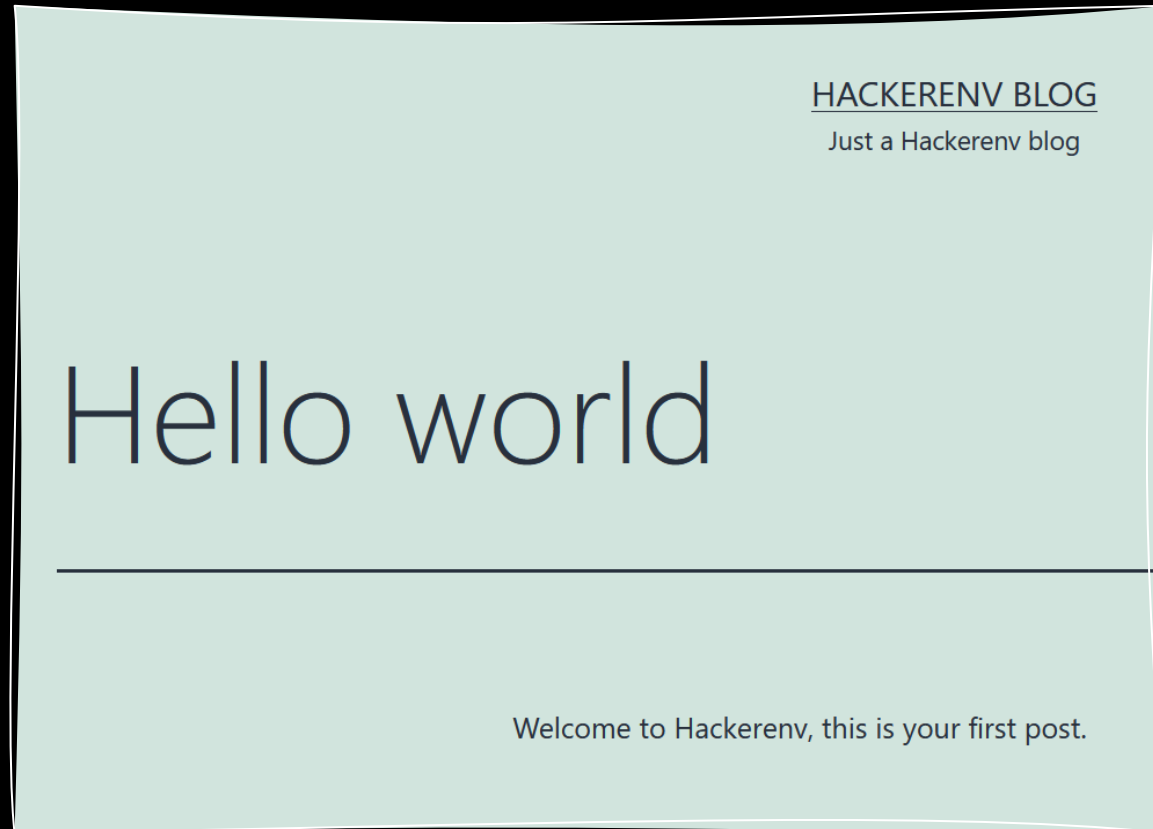 HACKERENV BLOG
Just a Hackerenv blog
Hello world
Welcome to Hackerenv, this is your first post.